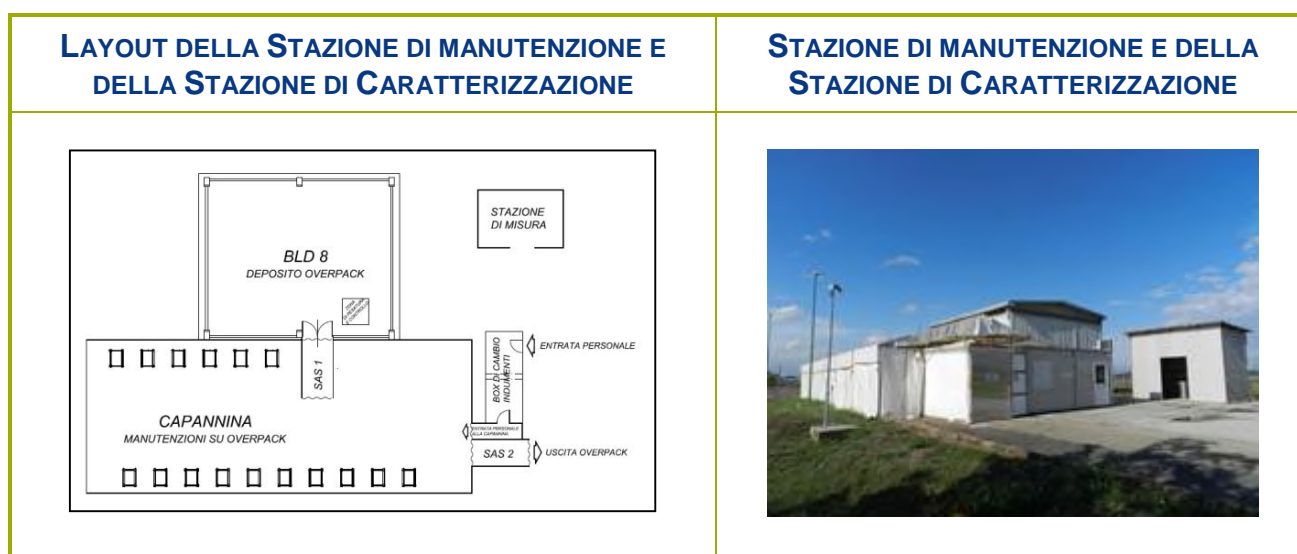 LAYOUT DELLA STAZIONE DI MANUTENZIONE E
DELLA STAZIONE DI CARATTERIZZAZIONE
STAZIONE DI MANUTENZIONE E DELLA
STAZIONE DI CARATTERIZZAZIONE
STAZIONE
DI MISURA
BLD 8
DEPOSITO OVERPACK
ZONA
CONTROLLO
SAS 1
BOX DI CAMBIO
INDUMENTI
ENTRATA PERSONALE
CAPANNINA
MANUTENZIONI SU OVERPACK
ENTRATA PERSONALE
ALLA CAPANNINA
SAS 2
USCITA OVERPACK